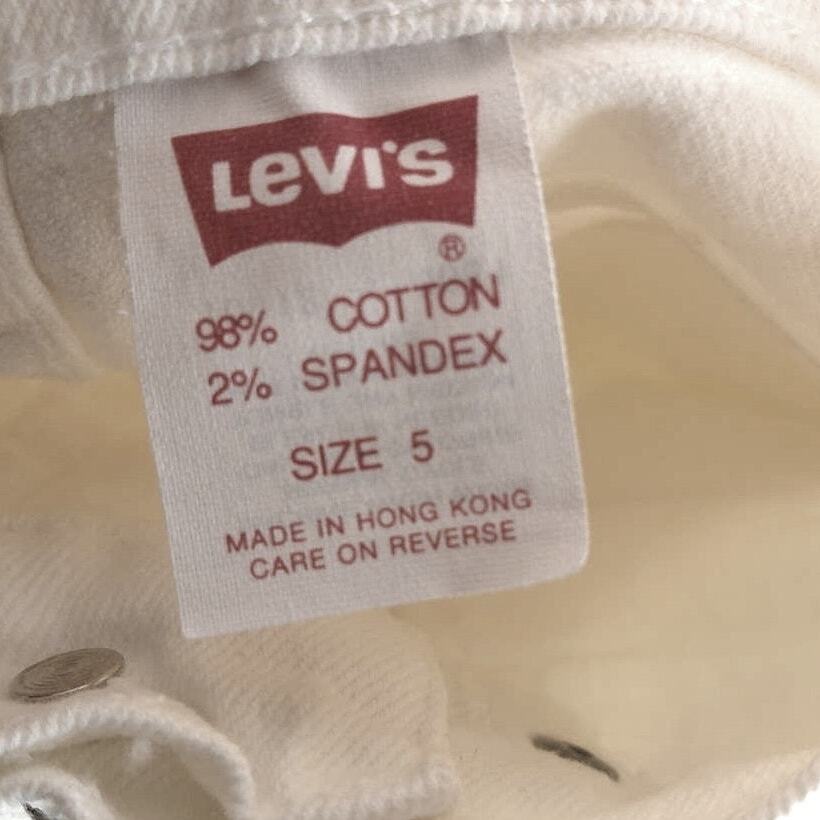 Levi's
®
98% COTTON
2% SPANDEX
SIZE 5
MADE IN HONG KONG
CARE ON REVERSE